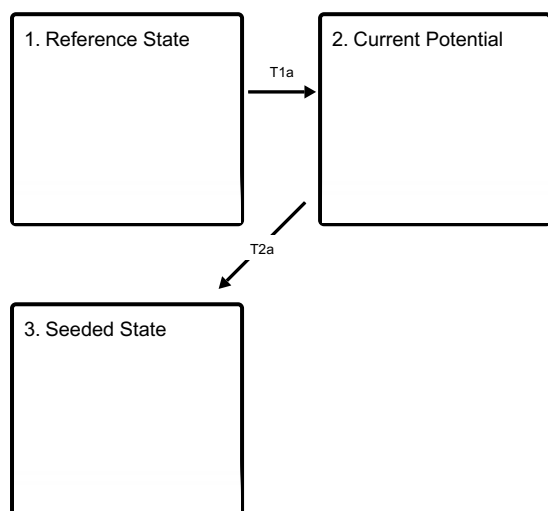 1. Reference State
2. Current Potential
T1a
T2a
3. Seeded State